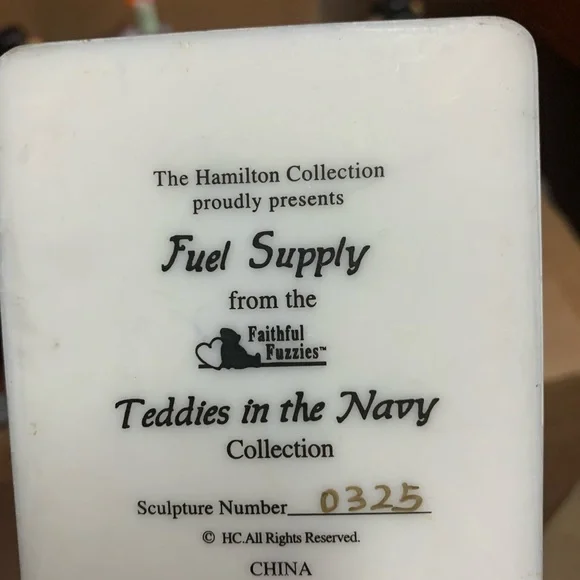 The Hamilton Collection
proudly presents
Fuel Supply
from the
Faithful
Fuzzies™
Teddies in the Navy
Collection
Sculpture Number 0325
© HC.All Rights Reserved.
CHINA